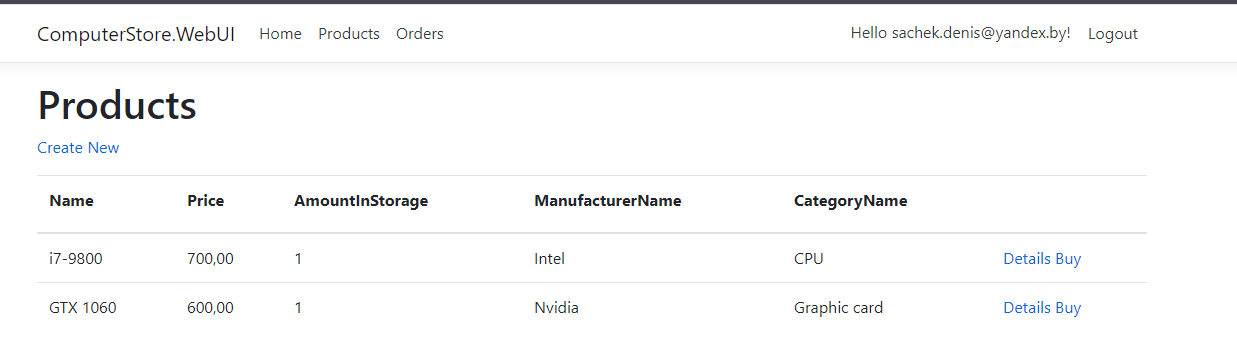 ComputerStore.WebUI Home Products Orders Hello sachek.denis@yandex.by! Logout
Products
Create New
Name Price AmountInStorage ManufacturerName CategoryName
i7-9800 700,00 1 Intel CPU Details Buy
GTX 1060 600,00 1 Nvidia Graphic card Details Buy